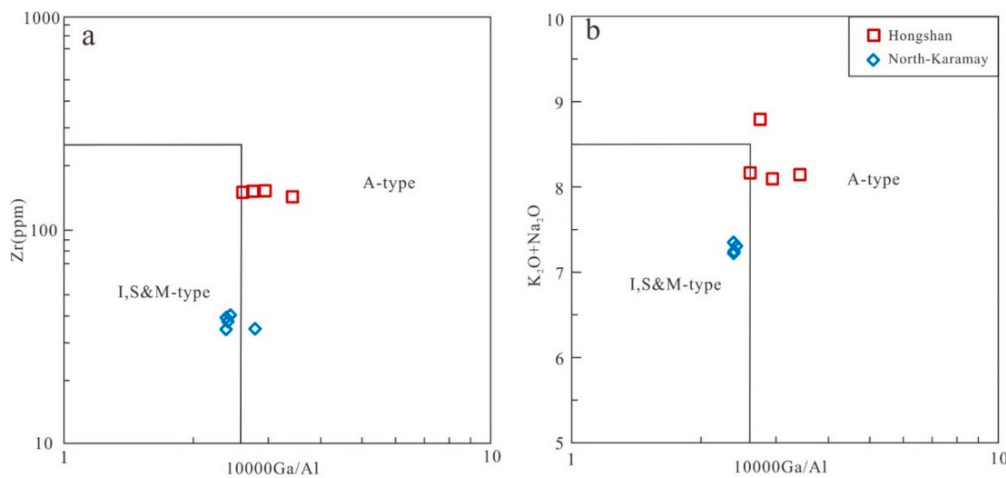 a
1000
100
10
Zr(ppm)
A-type
I,S&M-type
1
10000Ga/Al
10
b
10
9
8
7
6
5
K₂O+Na₂O
Hongshan
North-Karamay
A-type
I,S&M-type
1
10000Ga/Al
10